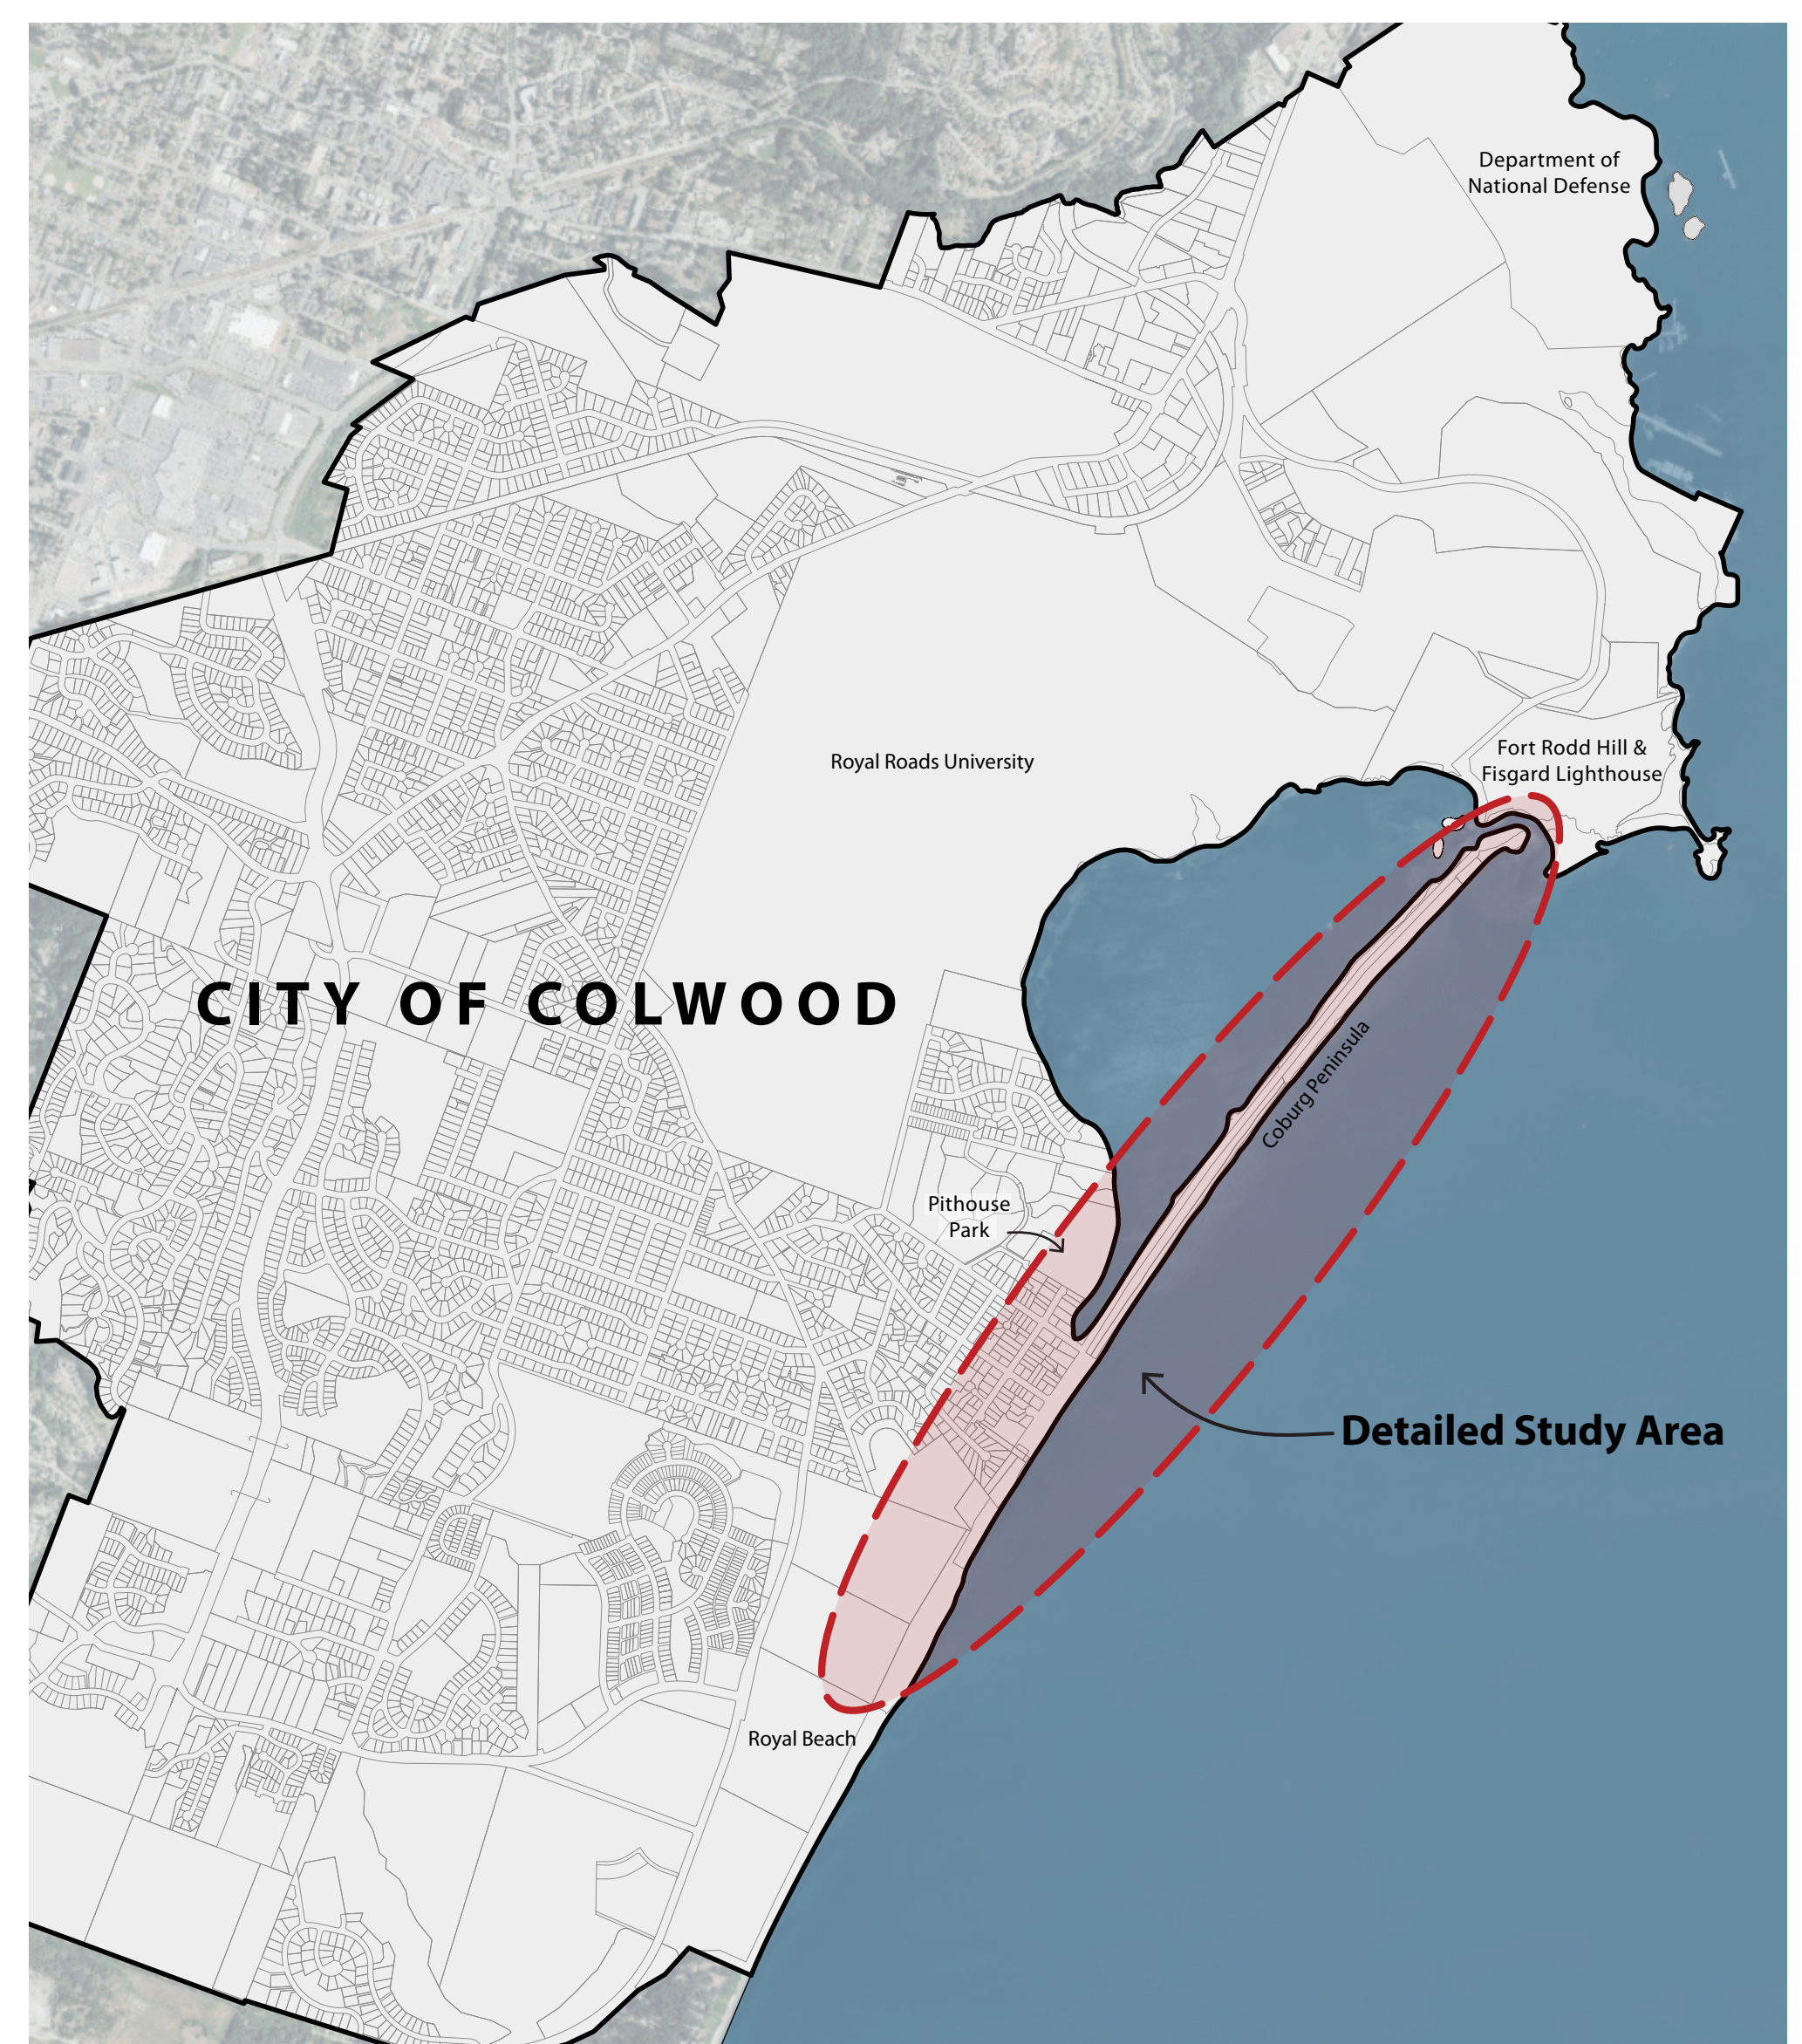 Department of
National Defense
Fort Rodd Hill &
Fisgard Lighthouse
Royal Roads University
CITY OF COLWOOD
Coburg Peninsula
Pithouse
Park
Detailed Study Area
Royal Beach